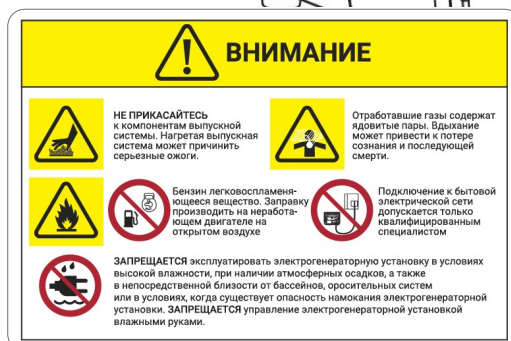 ВНИМАНИЕ
НЕ ПРИКАСАЙТЕСЬ
к компонентам выпускной
системы. Нагретая выпускная
система может причинить
серьезные ожоги.
Отработавшие газы содержат
ядовитые пары. Вдыхание
может привести к потере
сознания и последующей
смерти.
Бензин легковоспламеня-
ющееся вещество. Заправку
производить на неработа-
ющем двигателе на
открытом воздухе
Подключение к бытовой
электрической сети
допускается только
квалифицированным
специалистом
ЗАПРЕЩАЕТСЯ эксплуатировать электрогенераторную установку в условиях
высокой влажности, при наличии атмосферных осадков, а также
в непосредственной близости от бассейнов, оросительных систем
или в условиях, когда существует опасность намокания электрогенераторной
установки. ЗАПРЕЩАЕТСЯ управление электрогенераторной установкой
влажными руками.